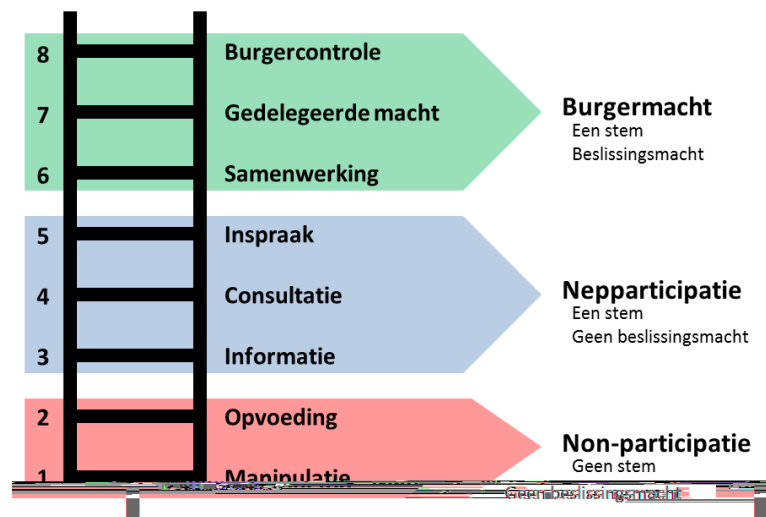 8 Burgercontrole
7 Gedelegeerde macht
6 Samenwerking
Burgermacht
Een stem
Beslissingsmacht
5 Inspraak
4 Consultatie
3 Informatie
Nepparticipatie
Een stem
Geen beslissingsmacht
2 Opvoeding
1 Manipulatie
Non-participatie
Geen stem
Geen beslissingsmacht